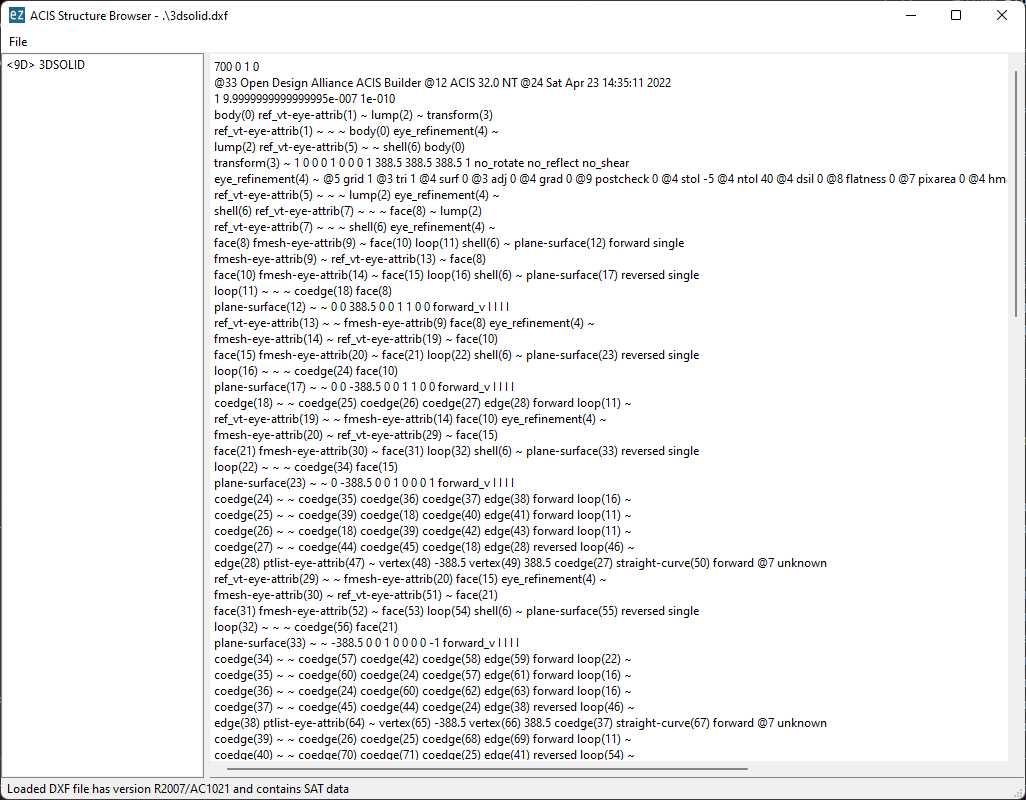 ez ACIS Structure Browser - .\3dsolid.dxf
File
<9D> 3DSOLID
700 0 1 0
@33 Open Design Alliance ACIS Builder @12 ACIS 32.0 NT @24 Sat Apr 23 14:35:11 2022
1 9.9999999999999995e-007 1e-010
body(0) ref_vt-eye-attrib(1) ~ lump(2) ~ transform(3)
ref_vt-eye-attrib(1) ~ ~ ~ body(0) eye_refinement(4) ~
lump(2) ref_vt-eye-attrib(5) ~ ~ shell(6) body(0)
transform(3) ~ 1 0 0 0 1 0 0 0 1 388.5 388.5 388.5 1 no_rotate no_reflect no_shear
eye_refinement(4) ~ @5 grid 1 @3 tri 1 @4 surf 0 @3 adj 0 @4 grad 0 @9 postcheck 0 @4 stol -5 @4 ntol 40 @4 dsil 0 @8 flatness 0 @7 pixarea 0 @4 hm
ref_vt-eye-attrib(5) ~ ~ ~ lump(2) eye_refinement(4) ~
shell(6) ref_vt-eye-attrib(7) ~ ~ ~ face(8) ~ lump(2)
ref_vt-eye-attrib(7) ~ ~ ~ shell(6) eye_refinement(4) ~
face(8) fmesh-eye-attrib(9) ~ face(10) loop(11) shell(6) ~ plane-surface(12) forward single
fmesh-eye-attrib(9) ~ ref_vt-eye-attrib(13) ~ face(8)
face(10) fmesh-eye-attrib(14) ~ face(15) loop(16) shell(6) ~ plane-surface(17) reversed single
loop(11) ~ ~ ~ coedge(18) face(8)
plane-surface(12) ~ ~ 0 0 388.5 0 0 1 1 0 0 forward_v I I I I
ref_vt-eye-attrib(13) ~ ~ fmesh-eye-attrib(9) face(8) eye_refinement(4) ~
fmesh-eye-attrib(14) ~ ref_vt-eye-attrib(19) ~ face(10)
face(15) fmesh-eye-attrib(20) ~ face(21) loop(22) shell(6) ~ plane-surface(23) reversed single
loop(16) ~ ~ ~ coedge(24) face(10)
plane-surface(17) ~ ~ 0 0 -388.5 0 0 1 1 0 0 forward_v I I I I
coedge(18) ~ ~ coedge(25) coedge(26) coedge(27) edge(28) forward loop(11) ~
ref_vt-eye-attrib(19) ~ ~ fmesh-eye-attrib(14) face(10) eye_refinement(4) ~
fmesh-eye-attrib(20) ~ ref_vt-eye-attrib(29) ~ face(15)
face(21) fmesh-eye-attrib(30) ~ face(31) loop(32) shell(6) ~ plane-surface(33) reversed single
loop(22) ~ ~ ~ coedge(34) face(15)
plane-surface(23) ~ ~ 0 -388.5 0 0 1 0 0 0 1 forward_v I I I I
coedge(24) ~ ~ coedge(35) coedge(36) coedge(37) edge(38) forward loop(16) ~
coedge(25) ~ ~ coedge(39) coedge(18) coedge(40) edge(41) forward loop(11) ~
coedge(26) ~ ~ coedge(18) coedge(39) coedge(42) edge(43) forward loop(11) ~
coedge(27) ~ ~ coedge(44) coedge(45) coedge(18) edge(28) reversed loop(46) ~
edge(28) ptlist-eye-attrib(47) ~ vertex(48) -388.5 vertex(49) 388.5 coedge(27) straight-curve(50) forward @7 unknown
ref_vt-eye-attrib(29) ~ ~ fmesh-eye-attrib(20) face(15) eye_refinement(4) ~
fmesh-eye-attrib(30) ~ ref_vt-eye-attrib(51) ~ face(21)
face(31) fmesh-eye-attrib(52) ~ face(53) loop(54) shell(6) ~ plane-surface(55) reversed single
loop(32) ~ ~ ~ coedge(56) face(21)
plane-surface(33) ~ ~ -388.5 0 0 1 0 0 0 0 -1 forward_v I I I I
coedge(34) ~ ~ coedge(57) coedge(42) coedge(58) edge(59) forward loop(22) ~
coedge(35) ~ ~ coedge(60) coedge(24) coedge(57) edge(61) forward loop(16) ~
coedge(36) ~ ~ coedge(24) coedge(60) coedge(62) edge(63) forward loop(16) ~
coedge(37) ~ ~ coedge(45) coedge(44) coedge(24) edge(38) reversed loop(46) ~
edge(38) ptlist-eye-attrib(64) ~ vertex(65) -388.5 vertex(66) 388.5 coedge(37) straight-curve(67) forward @7 unknown
coedge(39) ~ ~ coedge(26) coedge(25) coedge(68) edge(69) forward loop(11) ~
coedge(40) ~ ~ coedge(70) coedge(71) coedge(25) edge(41) reversed loop(54) ~
Loaded DXF file has version R2007/AC1021 and contains SAT data